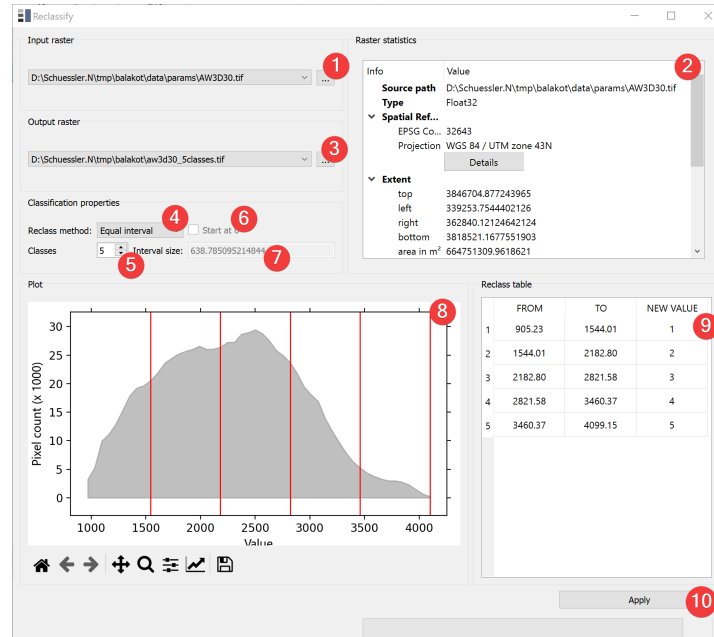 Reclassify
Input raster
D:\Schuessler.N\tmp\balakot\data\params\AW3D30.tif
...
1
Output raster
D:\Schuessler.N\tmp\balakot\aw3d30_5classes.tif
3
Classification properties
Reclass method: Equal interval
4
Start at
6
Classes 5
5
Interval size: 638.785095214844
7
Raster statistics
2
Info Value
Source path D:\Schuessler.N\tmp\balakot\data\params\AW3D30.tif
Type Float32
Spatial Ref...
EPSG Co... 32643
Projection WGS 84 / UTM zone 43N
Details
Extent
top 3846704.877243965
left 339253.7544402126
right 362840.12124642124
bottom 3818521.1677551903
area in m² 664751309.9618621
Plot
8
Pixel count (x 1000)
30
25
20
15
10
5
0
1000 1500 2000 2500 3000 3500 4000
Value
Reclass table
FROM TO NEW VALUE
9
1 905.23 1544.01 1
2 1544.01 2182.80 2
3 2182.80 2821.58 3
4 2821.58 3460.37 4
5 3460.37 4099.15 5
Apply
10